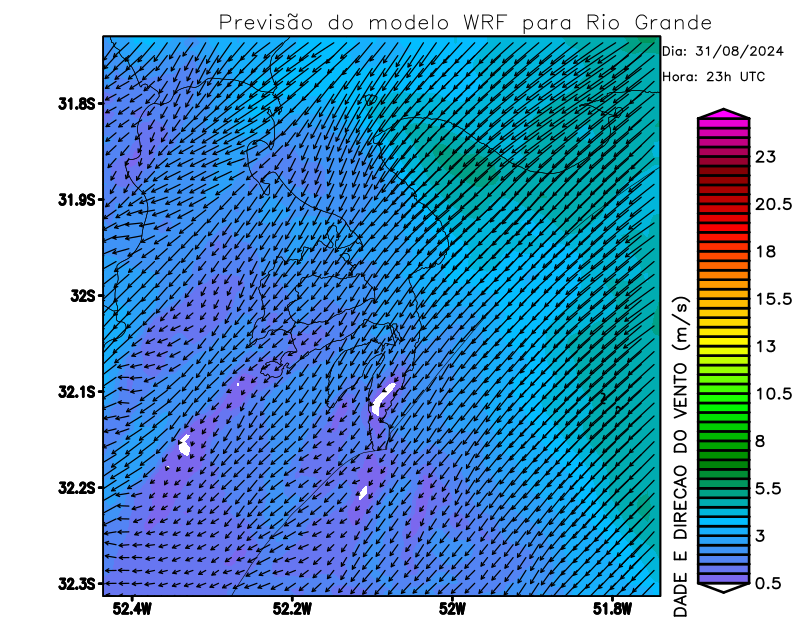 Previsão do modelo WRF para Rio Grande
Dia: 31/08/2024
Hora: 23h UTC
31.8S
31.9S
32S
32.1S
32.2S
32.3S
52.4W
52.2W
52W
51.8W
23
20.5
18
15.5
13
10.5
8
5.5
3
0.5
DADE E DIRECAO DO VENTO (m/s)